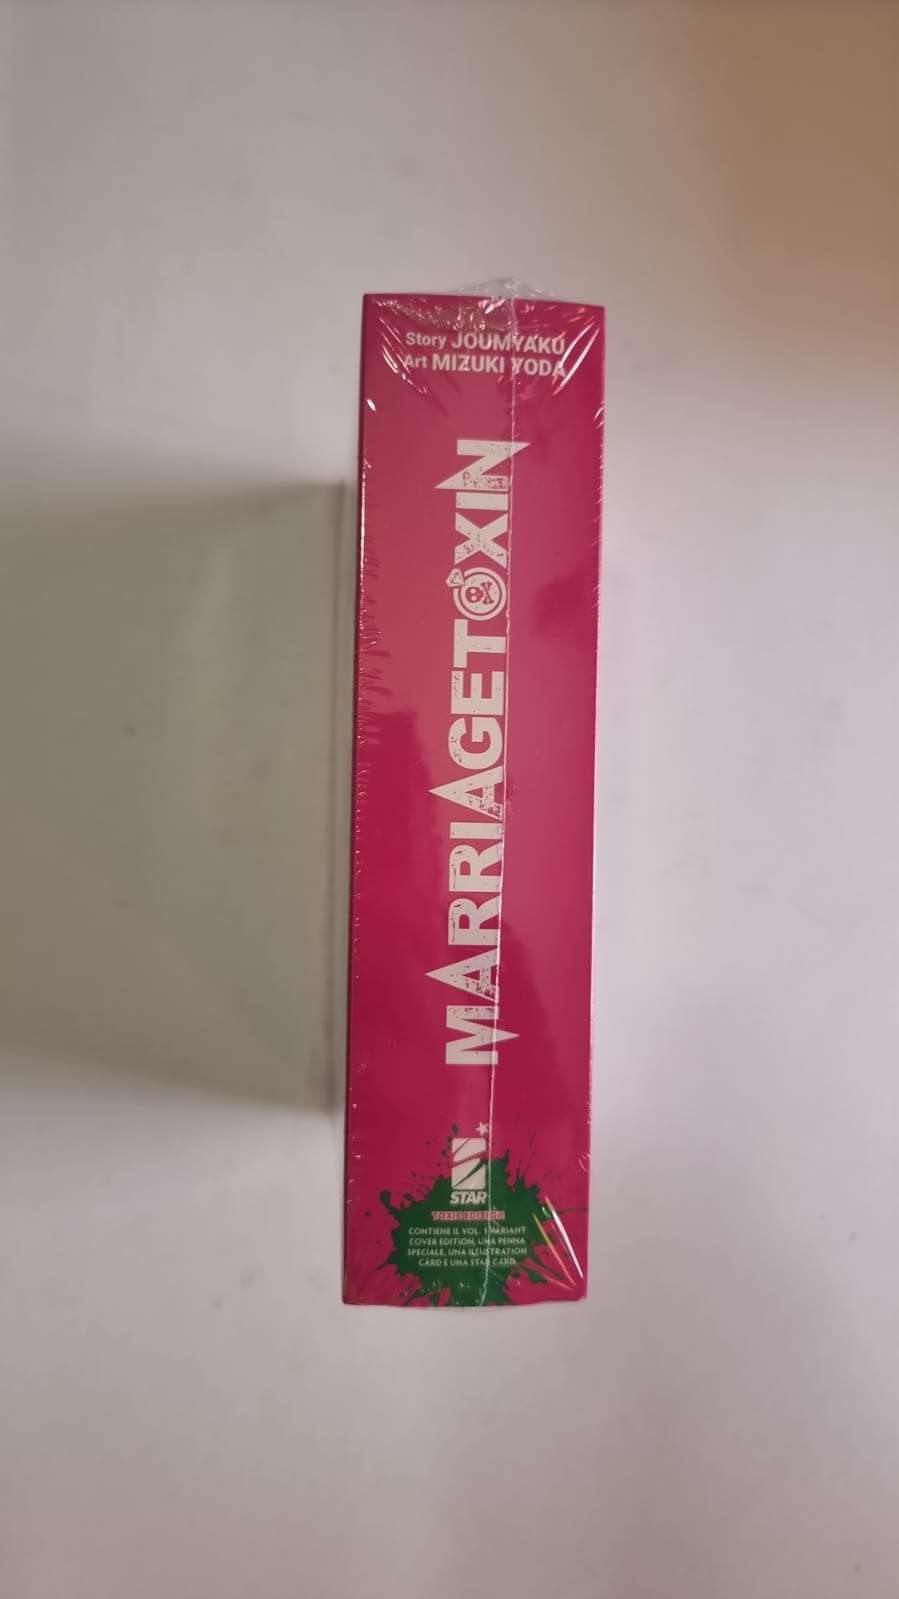 Story JOUMYAKU
Art MIZUKI YODA
MARRIAGETOXIN
STAR
TOXIC EDITION
CONTIENE IL VOL. 1 VARIANT
COVER EDITION, UNA PENNA
SPECIALE, UNA ILLUSTRATION
CARD E UNA STAR CARD.